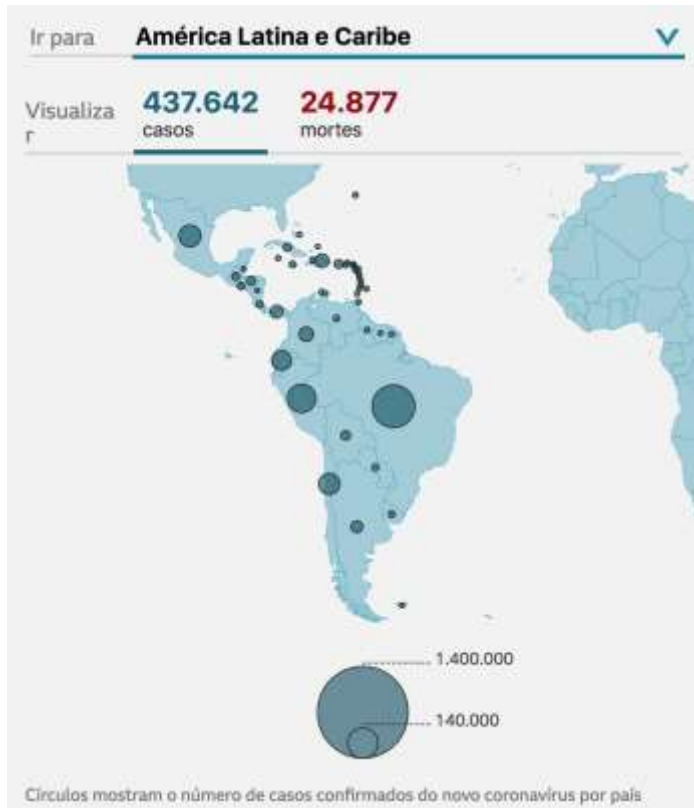 Ir para América Latina e Caribe
Visualiza
r
437.642 24.877
casos mortes
1.400.000
140.000
Círculos mostram o número de casos confirmados do novo coronavírus por país